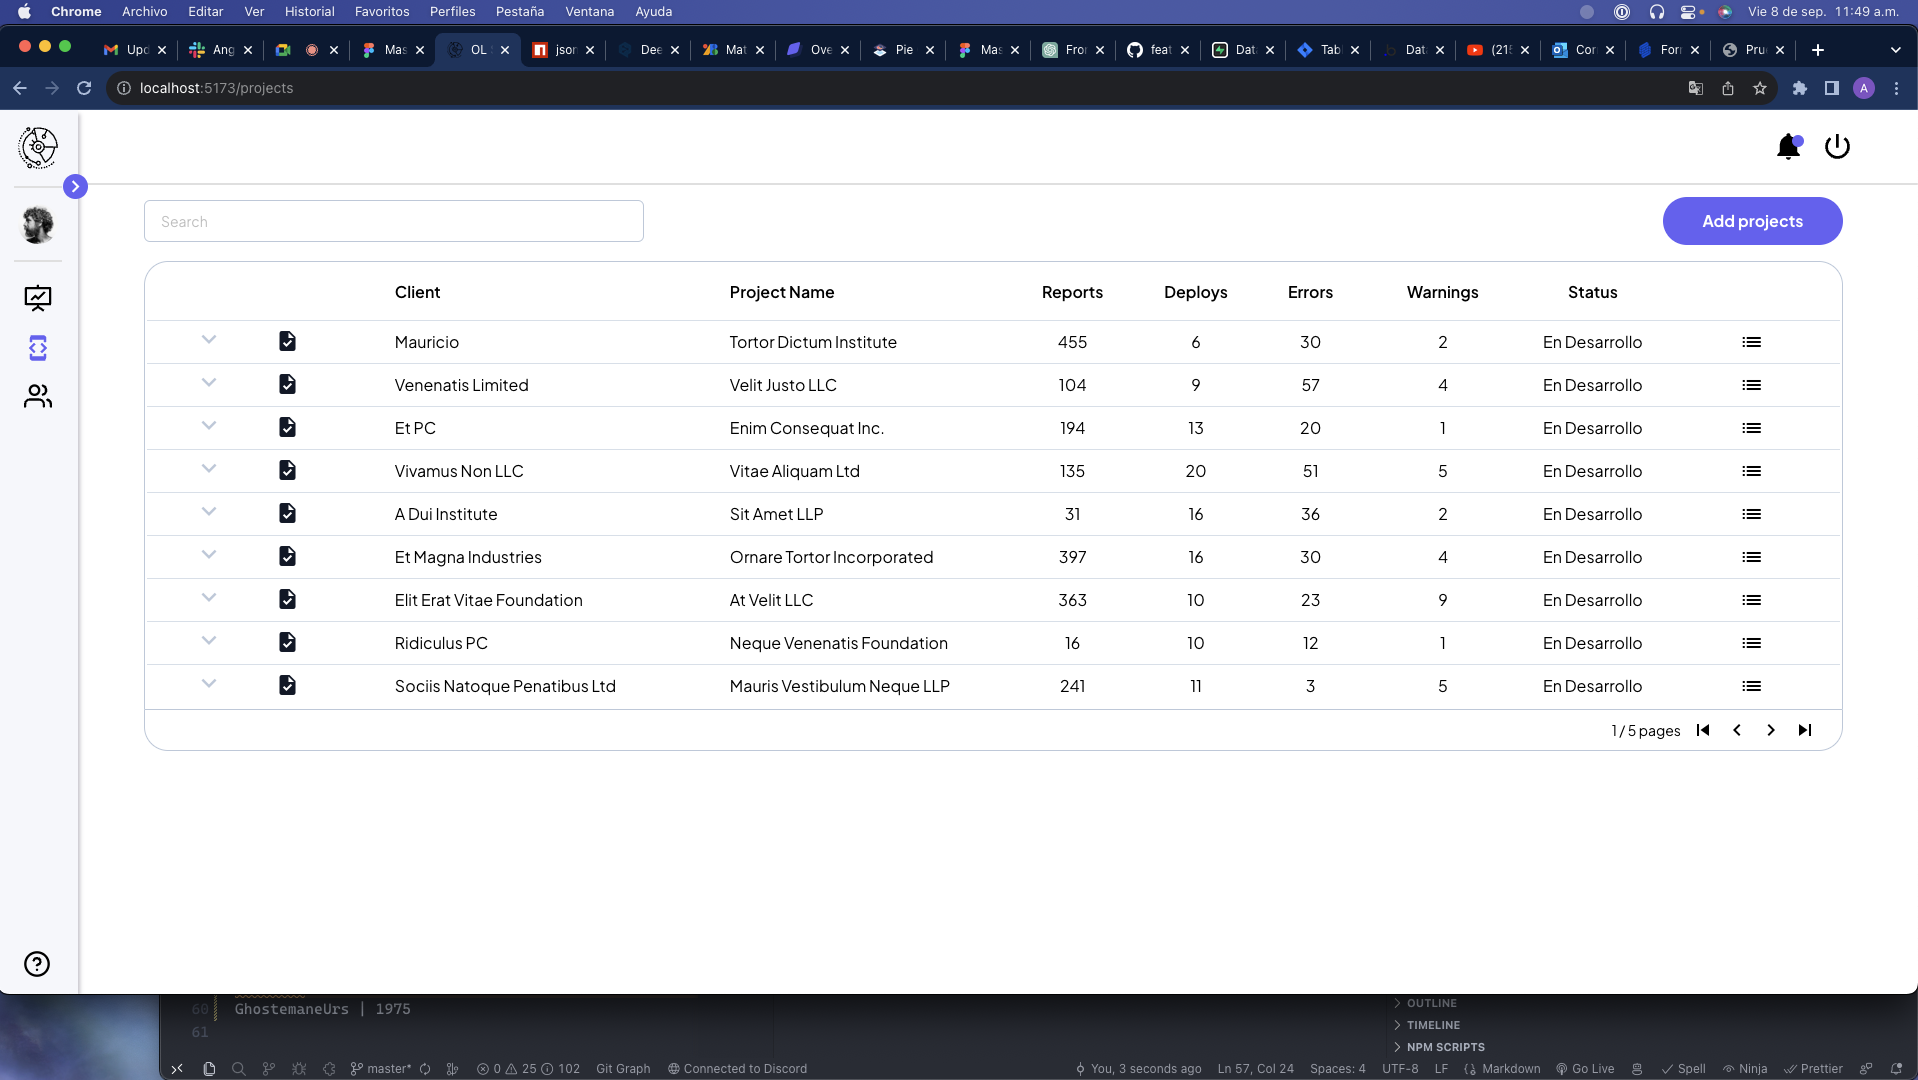 Chrome Archivo Editar Ver Historial Favoritos Perfiles Pestaña Ventana Ayuda Vie 8 de sep. 11:49 a.m.
Upd Ang Mas OL json Dee Mat Ove Pie Mas Fror feat Data Tabl Data (215 Cor Forr Pru
localhost:5173/projects A
Search Add projects
Client Project Name Reports Deploys Errors Warnings Status
Mauricio Tortor Dictum Institute 455 6 30 2 En Desarrollo
Venenatis Limited Velit Justo LLC 104 9 57 4 En Desarrollo
Et PC Enim Consequat Inc. 194 13 20 1 En Desarrollo
Vivamus Non LLC Vitae Aliquam Ltd 135 20 51 5 En Desarrollo
A Dui Institute Sit Amet LLP 31 16 36 2 En Desarrollo
Et Magna Industries Ornare Tortor Incorporated 397 16 30 4 En Desarrollo
Elit Erat Vitae Foundation At Velit LLC 363 10 23 9 En Desarrollo
Ridiculus PC Neque Venenatis Foundation 16 10 12 1 En Desarrollo
Sociis Natoque Penatibus Ltd Mauris Vestibulum Neque LLP 241 11 3 5 En Desarrollo
1 / 5 pages
60 GhostemaneUrs | 1975
61
OUTLINE
TIMELINE
NPM SCRIPTS
master* 0 25 102 Git Graph Connected to Discord You, 3 seconds ago Ln 57, Col 24 Spaces: 4 UTF-8 LF Markdown Go Live Spell Ninja Prettier